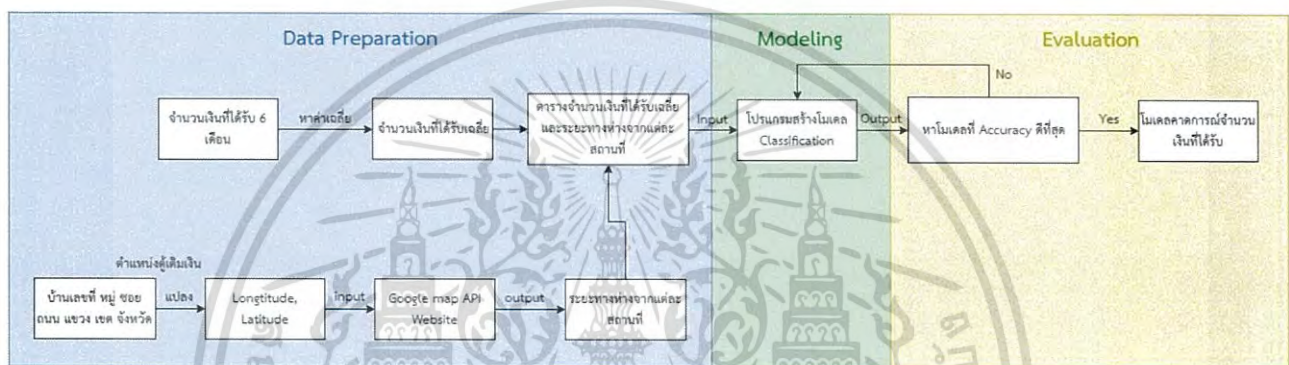 Data Preparation
Modeling
Evaluation
No
จำนวนเงินที่ได้รับ 6
เดือน
หาค่าเฉลี่ย
จำนวนเงินที่ได้รับเฉลี่ย
ตารางจำนวนเงินที่ได้รับเฉลี่ย
และระยะทางห่างจากแต่ละ
สถานที่
Input
โปรแกรมสร้างโมเดล
Classification
Output
หาโมเดลที่ Accuracy ดีที่สุด
Yes
โมเดลคาดการณ์จำนวน
เงินที่ได้รับ
ตำแหน่งตู้เติมเงิน
บ้านเลขที่ หมู่ ซอย
ถนน แขวง เขต จังหวัด
แปลง
Longtitude,
Latitude
input
Google map API
Website
output
ระยะทางห่างจากแต่ละ
สถานที่